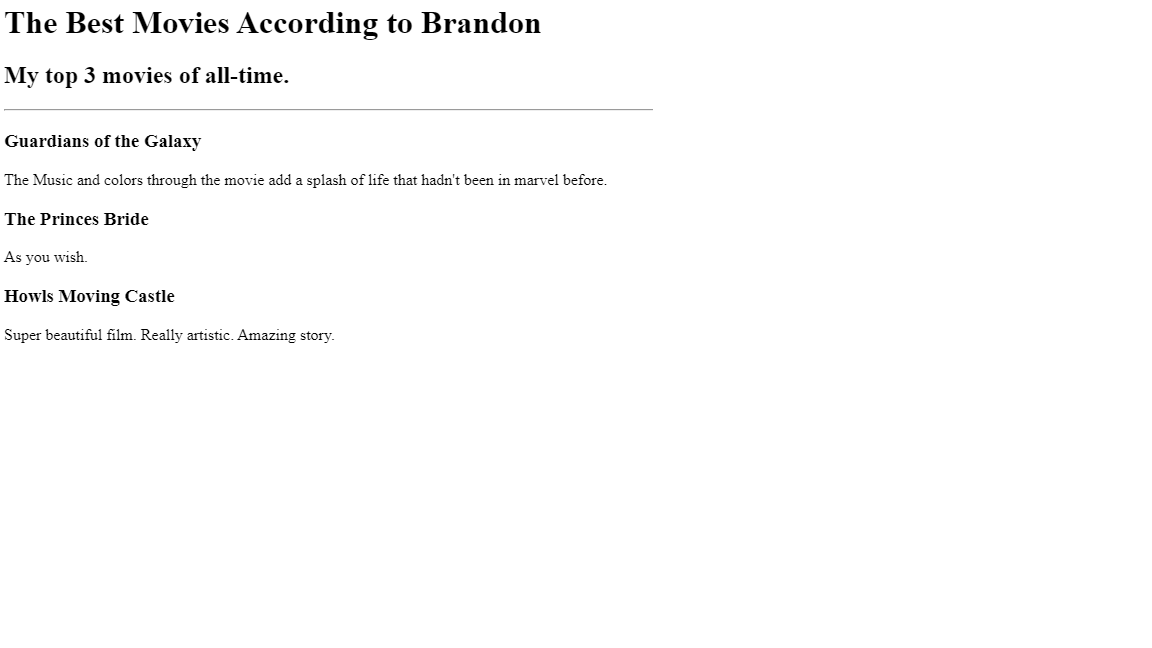 The Best Movies According to Brandon
My top 3 movies of all-time.
Guardians of the Galaxy
The Music and colors through the movie add a splash of life that hadn't been in marvel before.
The Princes Bride
As you wish.
Howls Moving Castle
Super beautiful film. Really artistic. Amazing story.